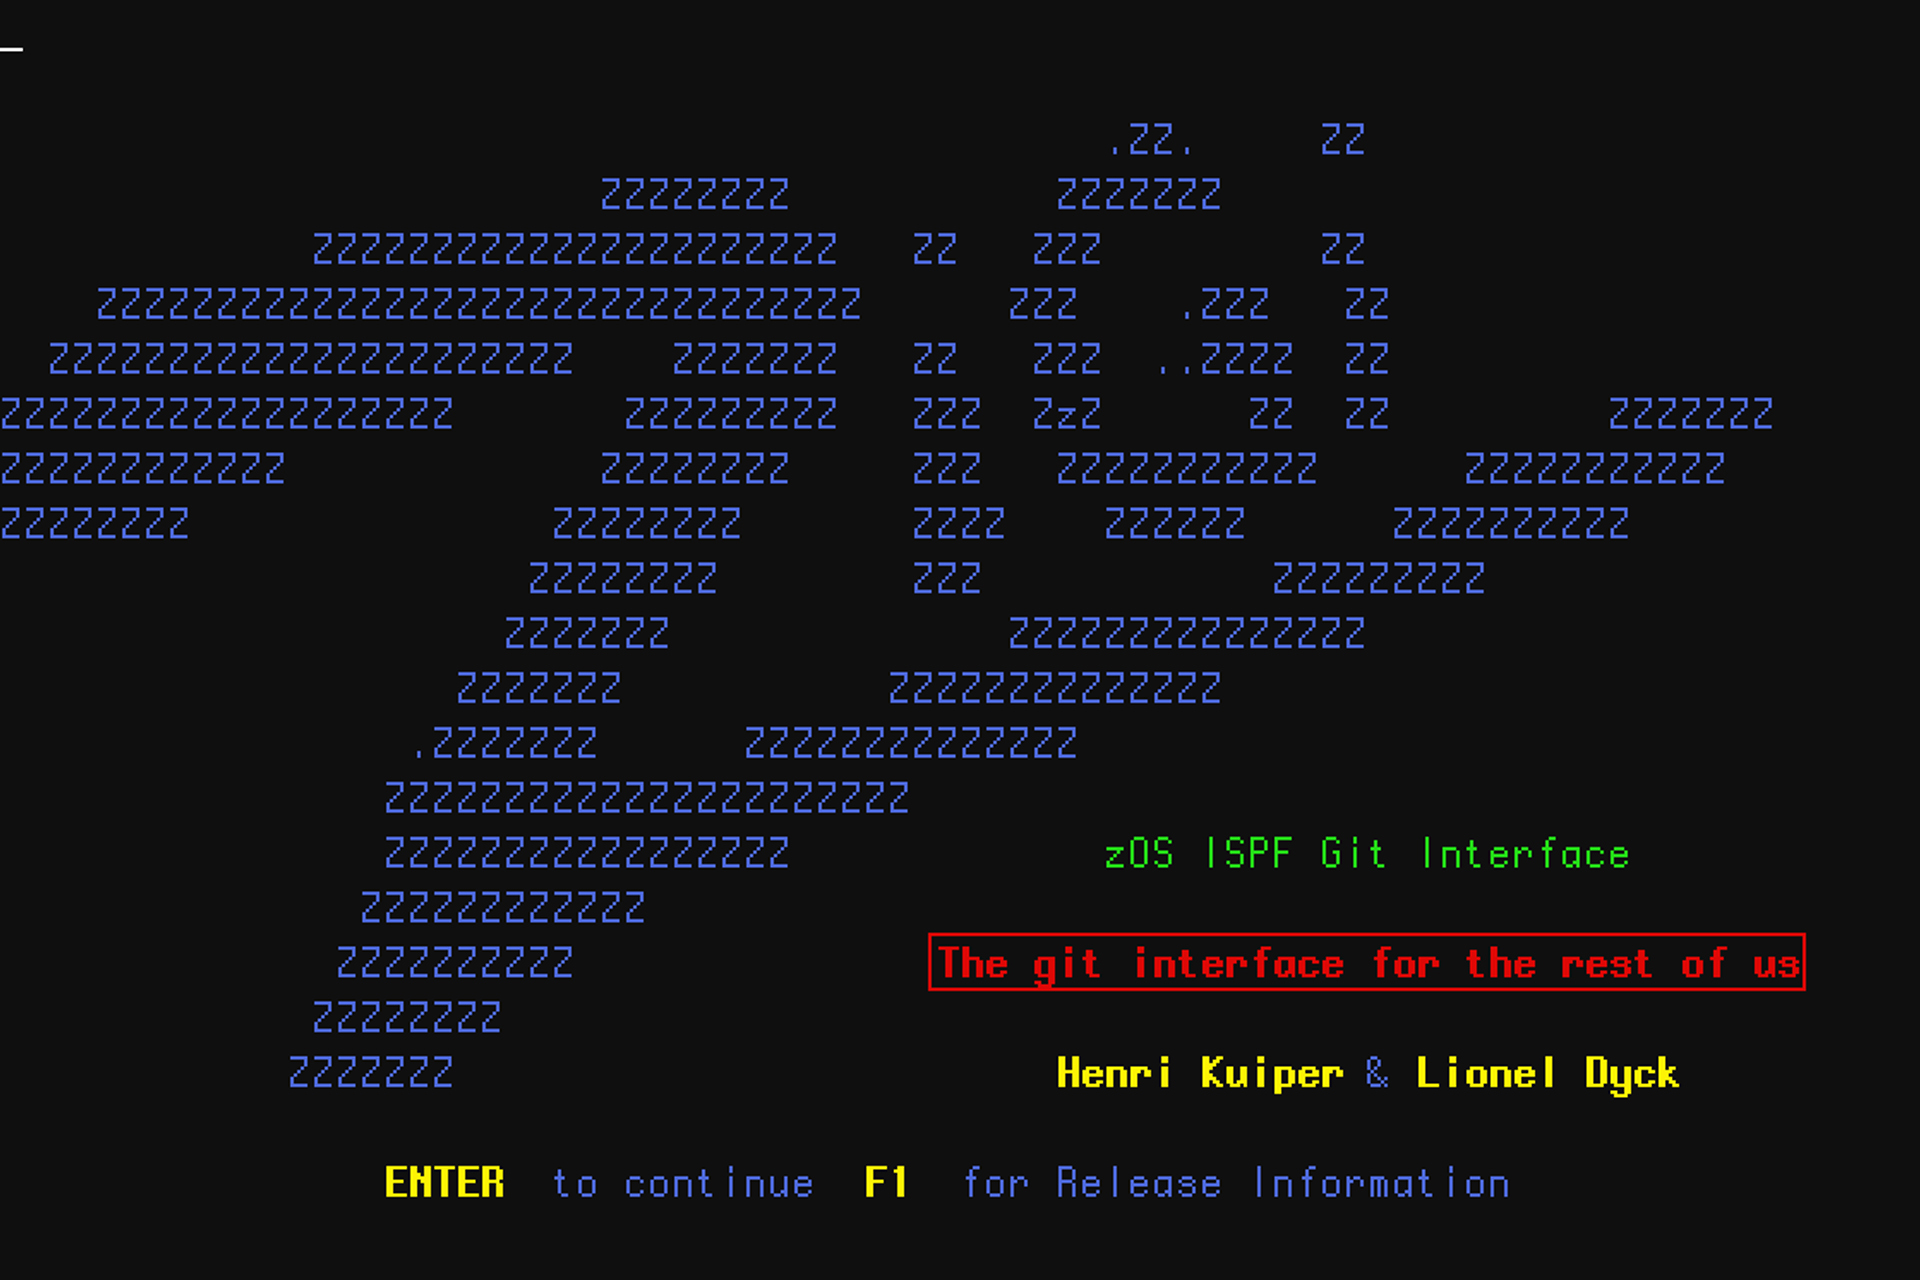 .ZZ. ZZ
ZZZZZZZZ ZZZZZZZ
ZZZZZZZZZZZZZZZZZZZZZZ ZZ ZZZ ZZ
ZZZZZZZZZZZZZZZZZZZZZZZZZZZZZZZZ ZZZ .ZZZ ZZ
ZZZZZZZZZZZZZZZZZZZZZZ ZZZZZZZ ZZ ZZZ ..ZZZZ ZZ
ZZZZZZZZZZZZZZZZZZZ ZZZZZZZZZ ZZZ ZzZ ZZ ZZ ZZZZZZZ
ZZZZZZZZZZZZ ZZZZZZZZ ZZZ ZZZZZZZZZZZ ZZZZZZZZZZZ
ZZZZZZZZ ZZZZZZZZ ZZZZ ZZZZZZ ZZZZZZZZZZ
ZZZZZZZZ ZZZ ZZZZZZZZZ
ZZZZZZZ ZZZZZZZZZZZZZZZ
ZZZZZZZ ZZZZZZZZZZZZZZ
.ZZZZZZZ ZZZZZZZZZZZZZZ
ZZZZZZZZZZZZZZZZZZZZZZ
ZZZZZZZZZZZZZZZZZ zOS ISPF Git Interface
ZZZZZZZZZZZZ
ZZZZZZZZZZ The git interface for the rest of us
ZZZZZZZZ
ZZZZZZZ Henri Kuiper & Lionel Dyck
ENTER to continue F1 for Release Information